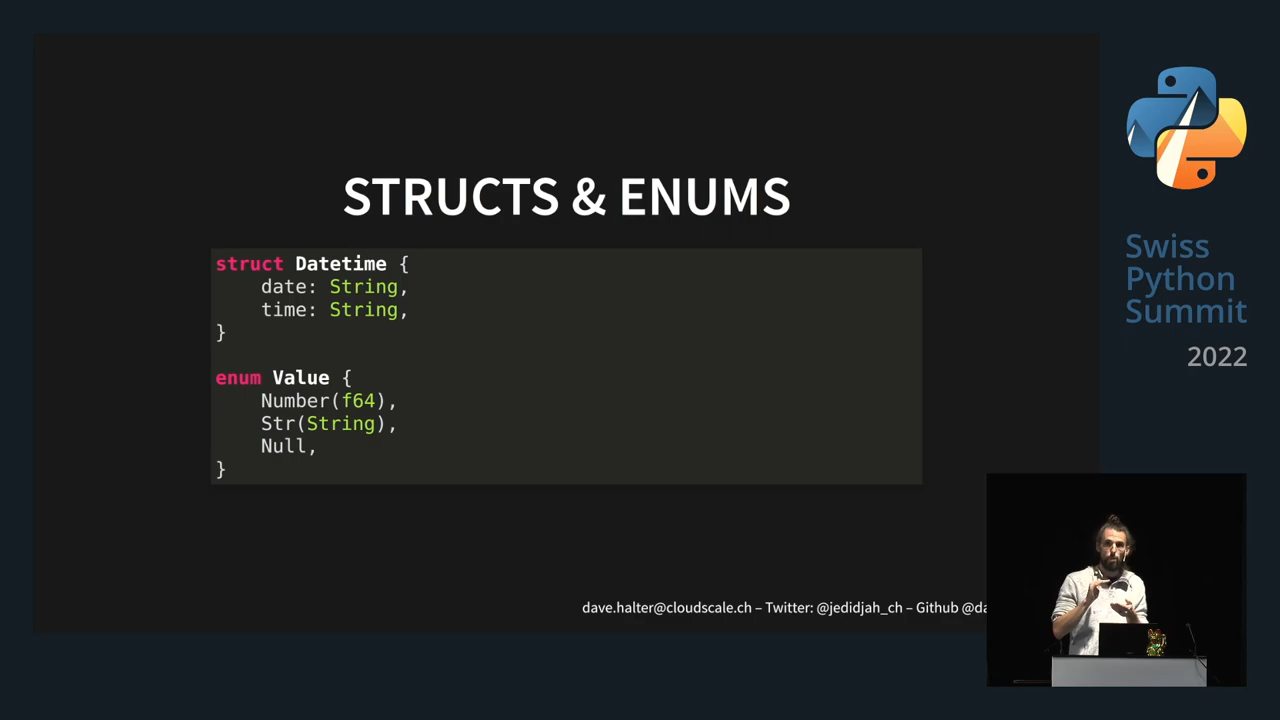 STRUCTS & ENUMS
struct Datetime {
    date: String,
    time: String,
}
enum Value {
    Number(f64),
    Str(String),
    Null,
}
dave.halter@cloudscale.ch – Twitter: @jedidjah_ch – Github @da
Swiss
Python
Summit
2022